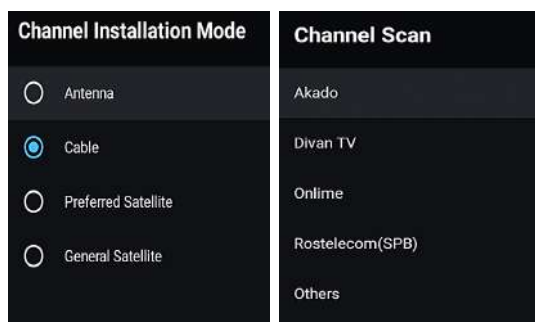 Channel Installation Mode
Antenna
Cable
Preferred Satellite
General Satellite
Channel Scan
Akado
Divan TV
Onlime
Rostelecom(SPB)
Others